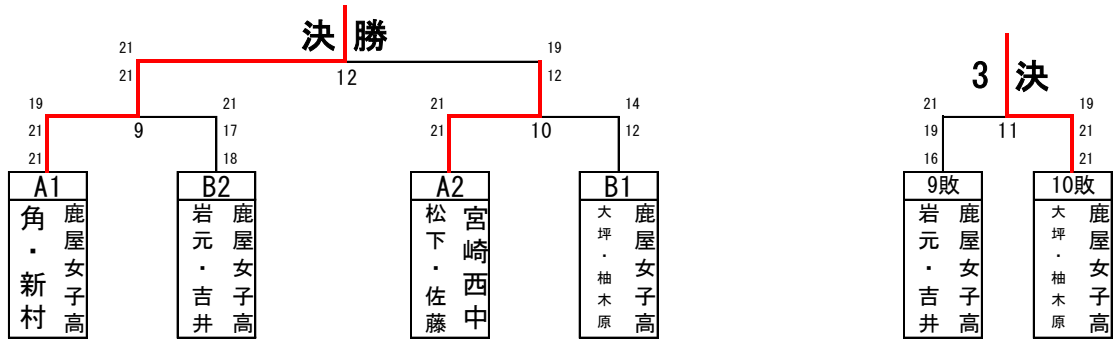 決 勝
21
19
21
12
12
19
21
21
14
21
9
17
21
10
12
21
18
A1
B2
A2
B1
角・新村
鹿屋女子高
岩元・吉井
鹿屋女子高
松下・佐藤
宮崎西中
大坪・柚木原
鹿屋女子高
3 決
21
19
19
11
21
16
21
9敗
10敗
岩元・吉井
鹿屋女子高
大坪・柚木原
鹿屋女子高